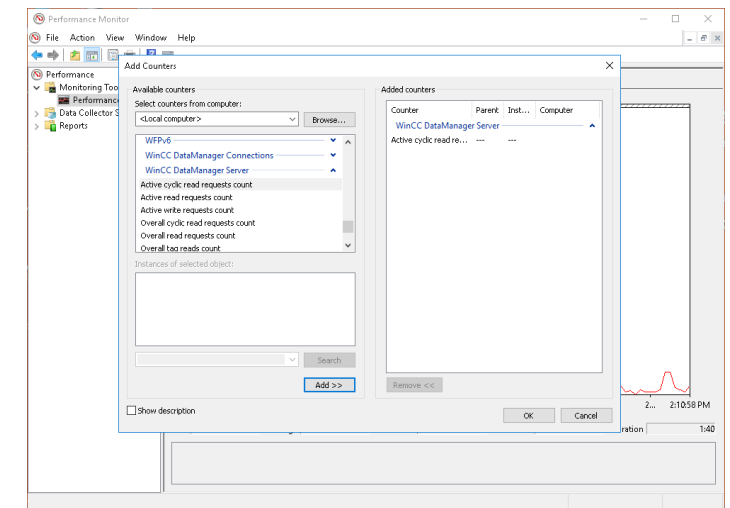 Performance Monitor
File Action View Window Help
Add Counters
Performance
Monitoring Too
Performance
Data Collector S
Reports
Available counters
Select counters from computer:
<Local computer>
Browse...
WFPv6
WinCC DataManager Connections
WinCC DataManager Server
Active cyclic read requests count
Active read requests count
Active write requests count
Overall cyclic read requests count
Overall read requests count
Overall tag reads count
Instances of selected object:
Search
Add >>
Show description
Added counters
Counter Parent Inst... Computer
WinCC DataManager Server
Active cyclic read re... --- ---
Remove <<
OK Cancel
2... 2:10:58 PM
ration 1:40